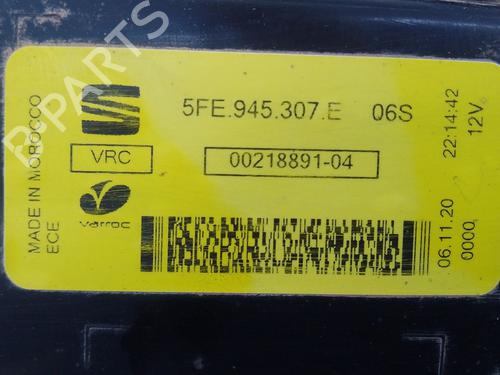 5FE.945.307.E 06S
VRC
00218891-04
varroc
MADE IN MOROCCO
ECE
22:14:42
12V
06.11.20
0000
B-PARTS